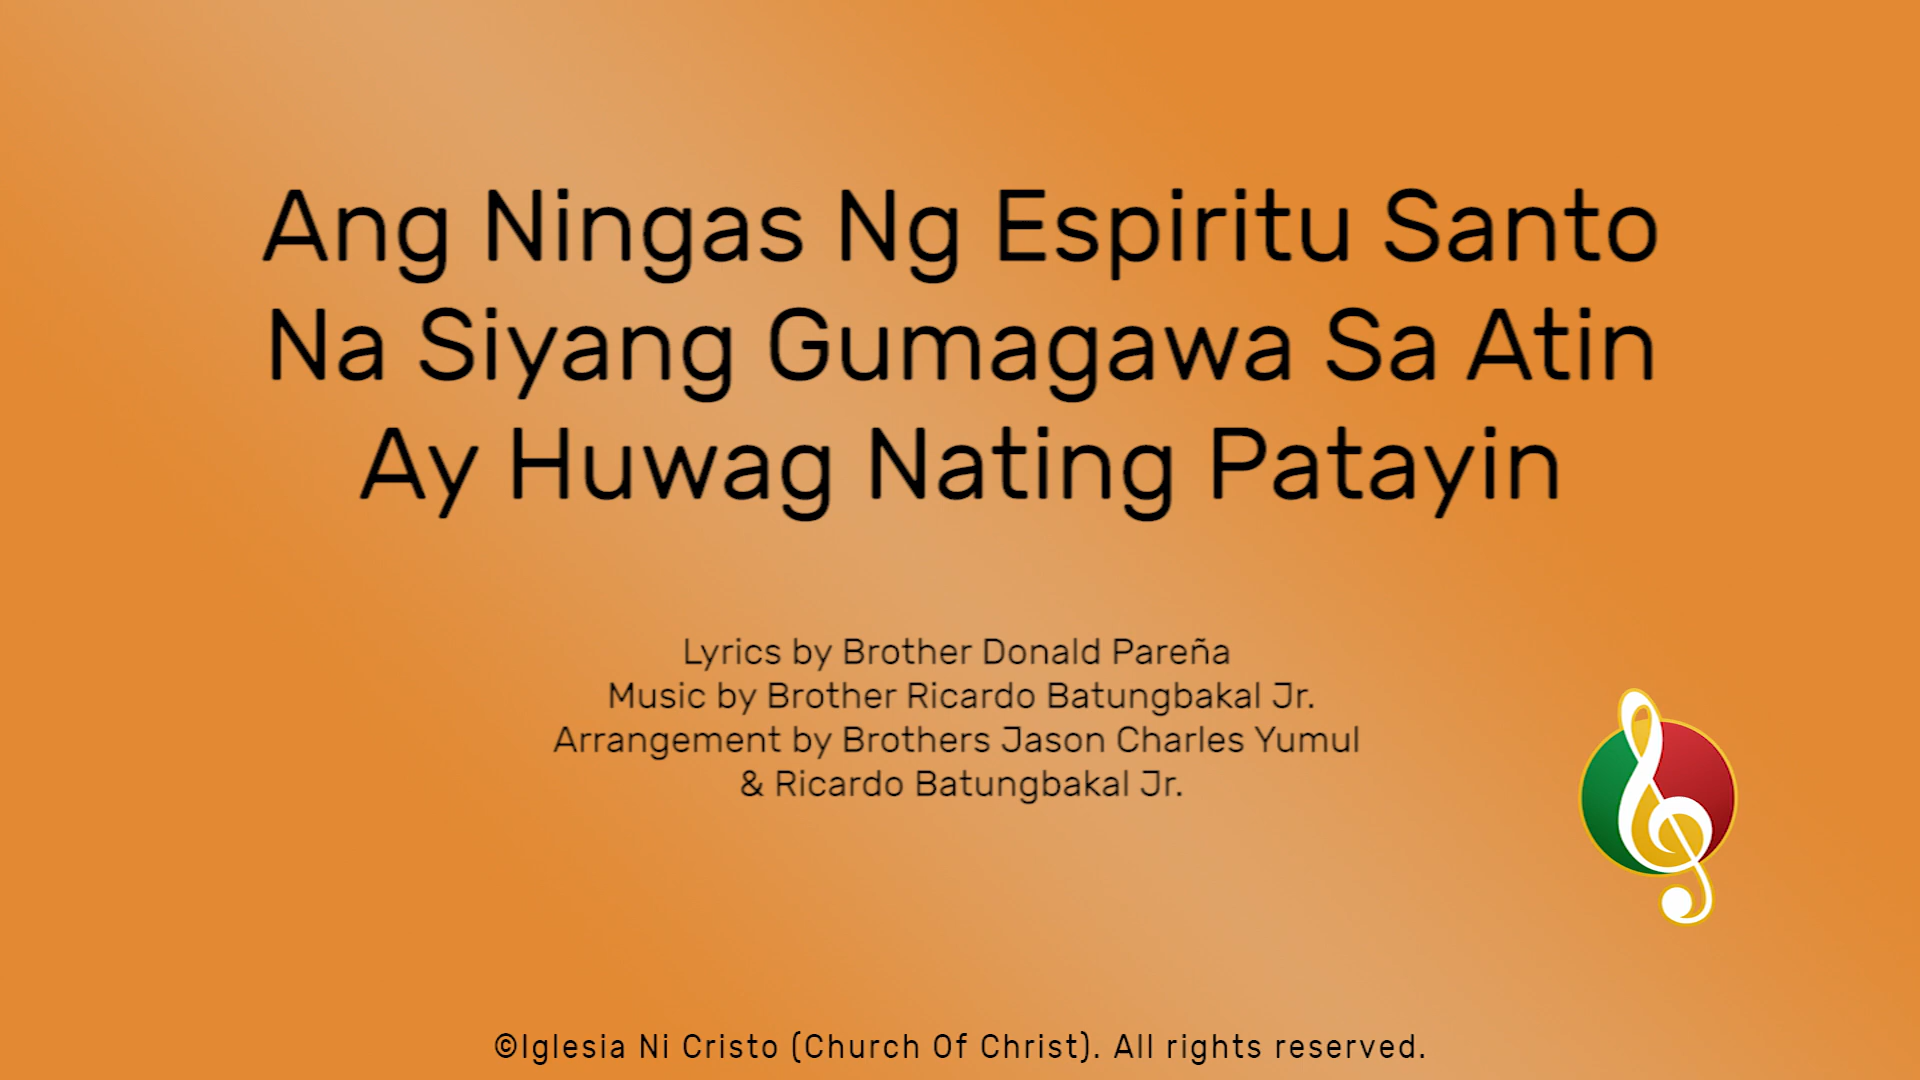 Ang Ningas Ng Espiritu Santo
Na Siyang Gumagawa Sa Atin
Ay Huwag Nating Patayin
Lyrics by Brother Donald Pareña
Music by Brother Ricardo Batungbakal Jr.
Arrangement by Brothers Jason Charles Yumul
& Ricardo Batungbakal Jr.
©Iglesia Ni Cristo (Church Of Christ). All rights reserved.